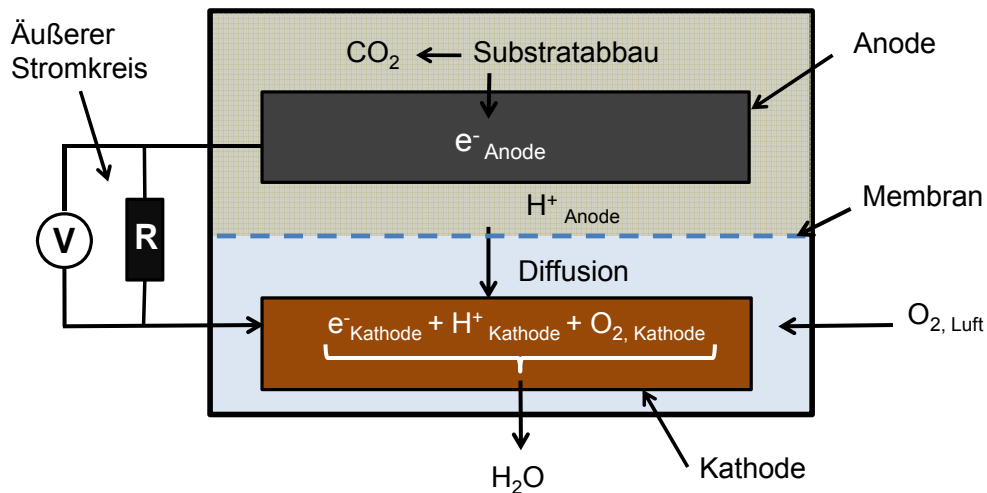 Äußerer
Stromkreis
CO₂ Substratabbau
Anode
e⁻ Anode
H⁺ Anode
Membran
V
R
Diffusion
e⁻Kathode + H⁺ Kathode + O₂, Kathode
O₂, Luft
H₂O
Kathode